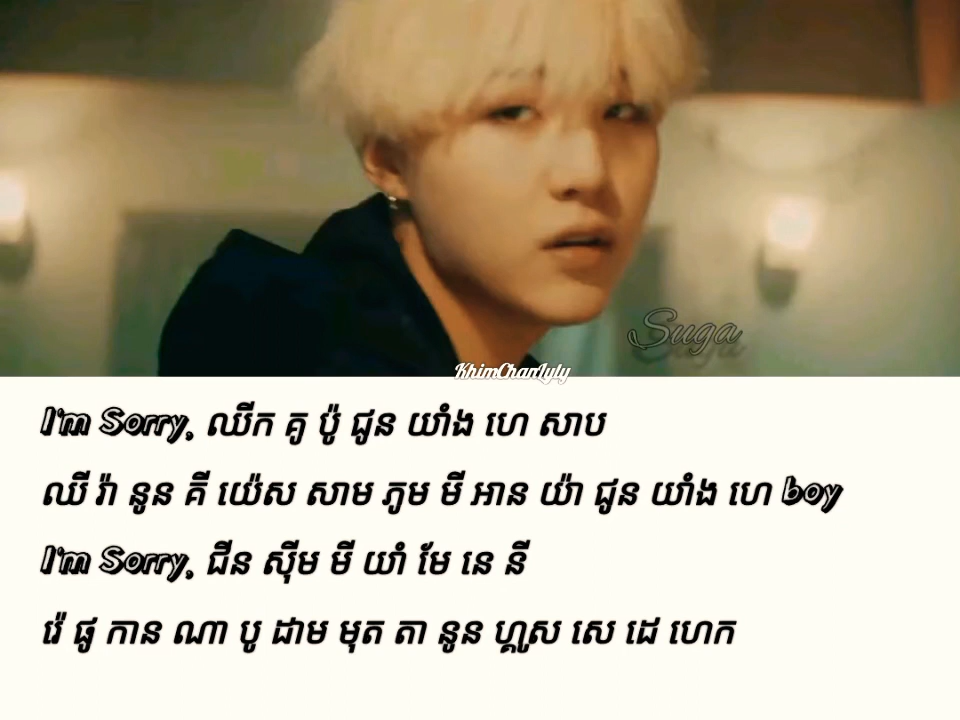 Suga
KhimChanLyly
I'm Sorry, ឈីក គូ ប៉ូ ជូន យ៉ាំង ហេ សាប
ឈី រ៉ា នូន គី យ៉េស សាម ភូម មី អាន យ៉ា ជូន យ៉ាំង ហេ boy
I'm Sorry, ជីន ស៊ីម មី យ៉ាំ មែ នេ នី
រ៉េ ផូ កាន ណា បូ ដាម មុត តា នូន ហ្គូស សេ ដេ ហេក